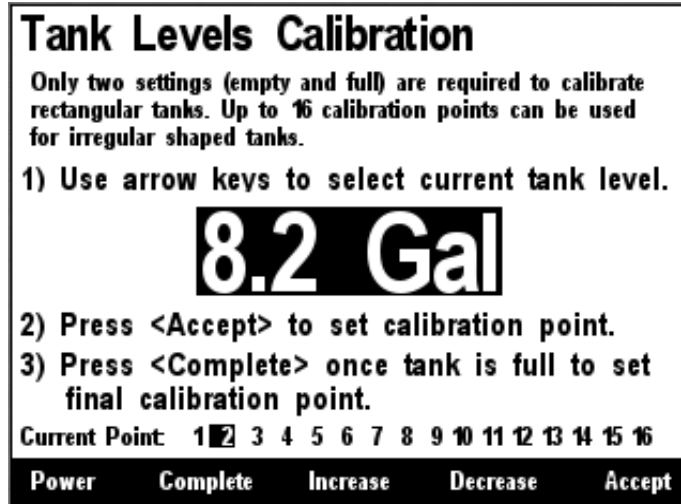 Tank Levels Calibration
Only two settings (empty and full) are required to calibrate
rectangular tanks. Up to 16 calibration points can be used
for irregular shaped tanks.
1) Use arrow keys to select current tank level.
8.2 Gal
2) Press <Accept> to set calibration point.
3) Press <Complete> once tank is full to set
final calibration point.
Current Point: 1 2 3 4 5 6 7 8 9 10 11 12 13 14 15 16
Power Complete Increase Decrease Accept